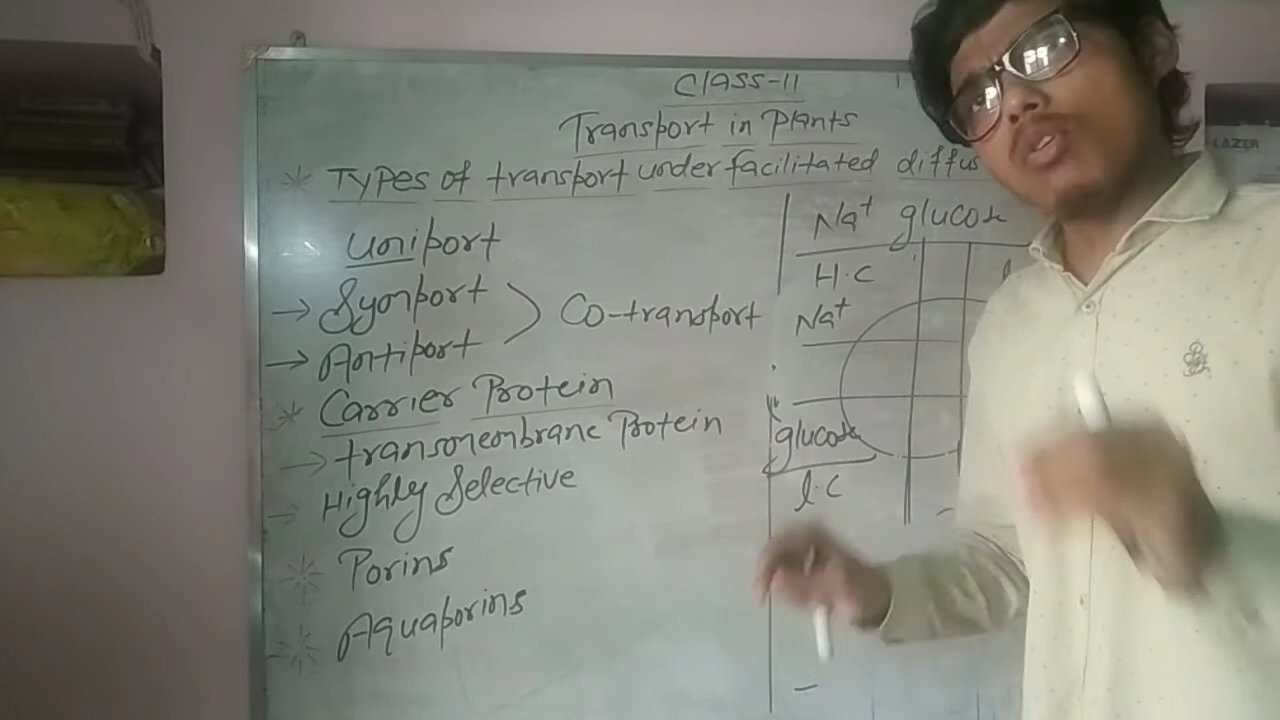 Class-11
Transport in Plants
Types of transport under facilitated diffus
uniport
→ Symport
→ Antiport
Co-transport
Carrier Protein
→ transmembrane Protein
→ Highly Selective
Porins
Aquaporins
Na+ glucose
H.C
Na+
glucose
l.C
LAZER